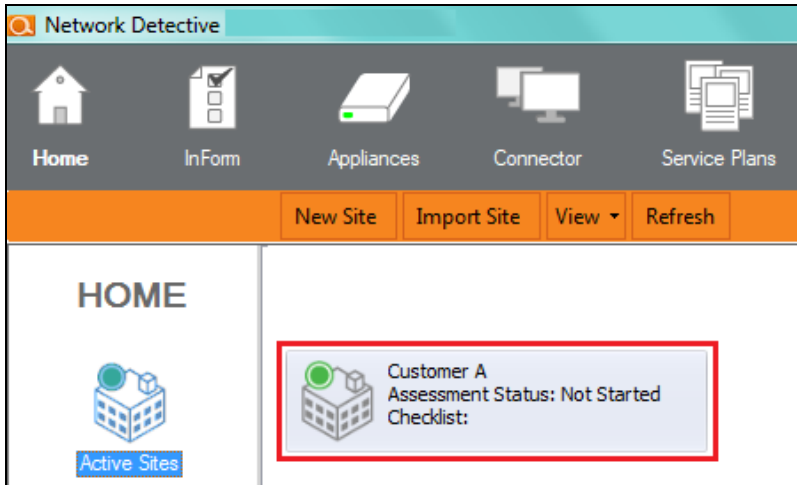 Network Detective
Home InForm Appliances Connector Service Plans
New Site Import Site View Refresh
HOME
Active Sites
Customer A
Assessment Status: Not Started
Checklist: